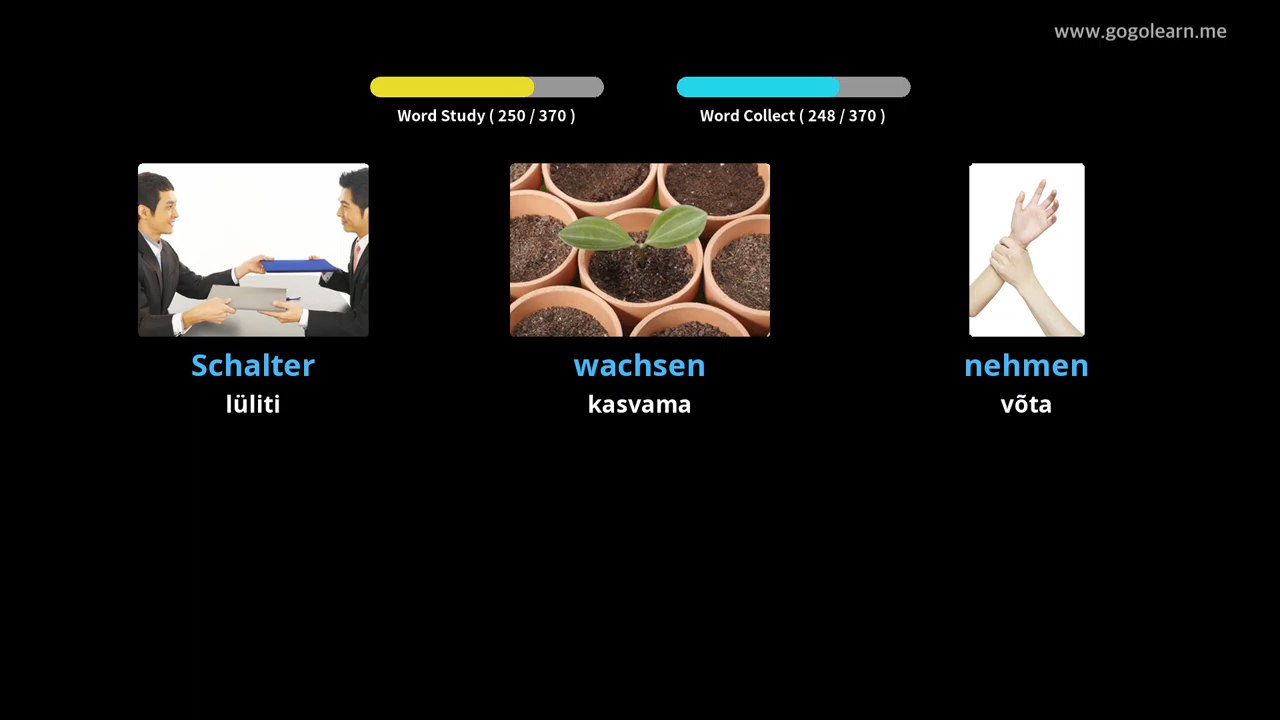 www.gogolearn.me
Word Study ( 250 / 370 )
Word Collect ( 248 / 370 )
Schalter
lüliti
wachsen
kasvama
nehmen
võta